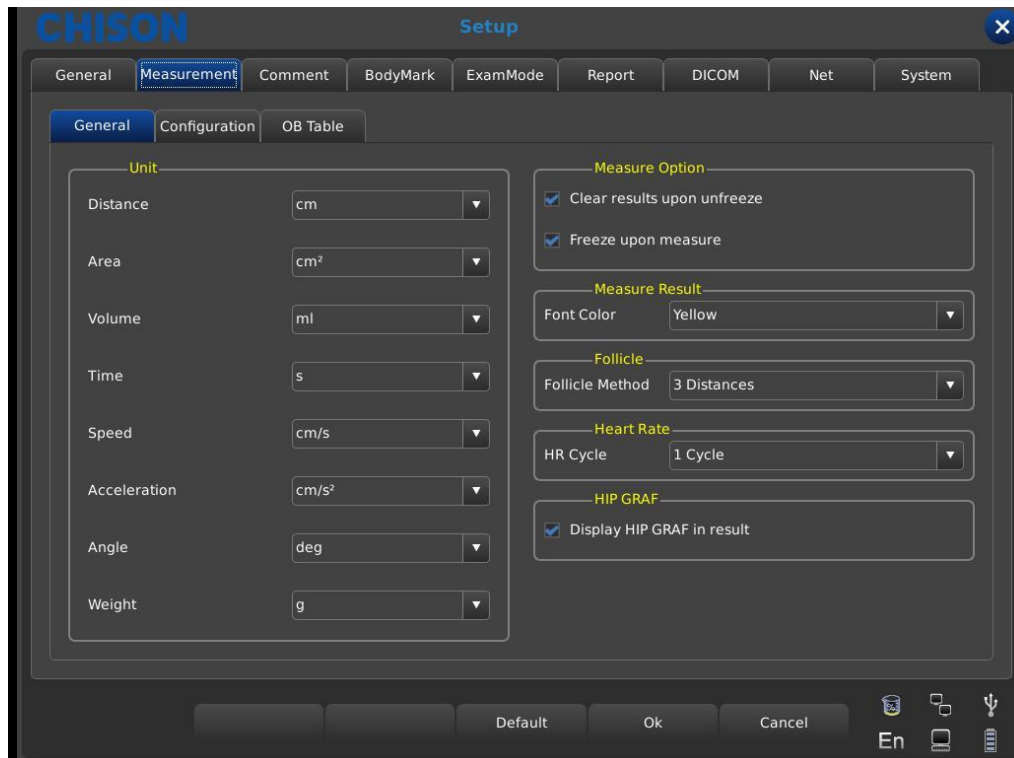 CHISON
Setup
General Measurement Comment BodyMark ExamMode Report DICOM Net System
General Configuration OB Table
Unit
Distance cm
Area cm²
Volume ml
Time s
Speed cm/s
Acceleration cm/s²
Angle deg
Weight g
Measure Option
Clear results upon unfreeze
Freeze upon measure
Measure Result
Font Color Yellow
Follicle
Follicle Method 3 Distances
Heart Rate
HR Cycle 1 Cycle
HIP GRAF
Display HIP GRAF in result
Default Ok Cancel
En